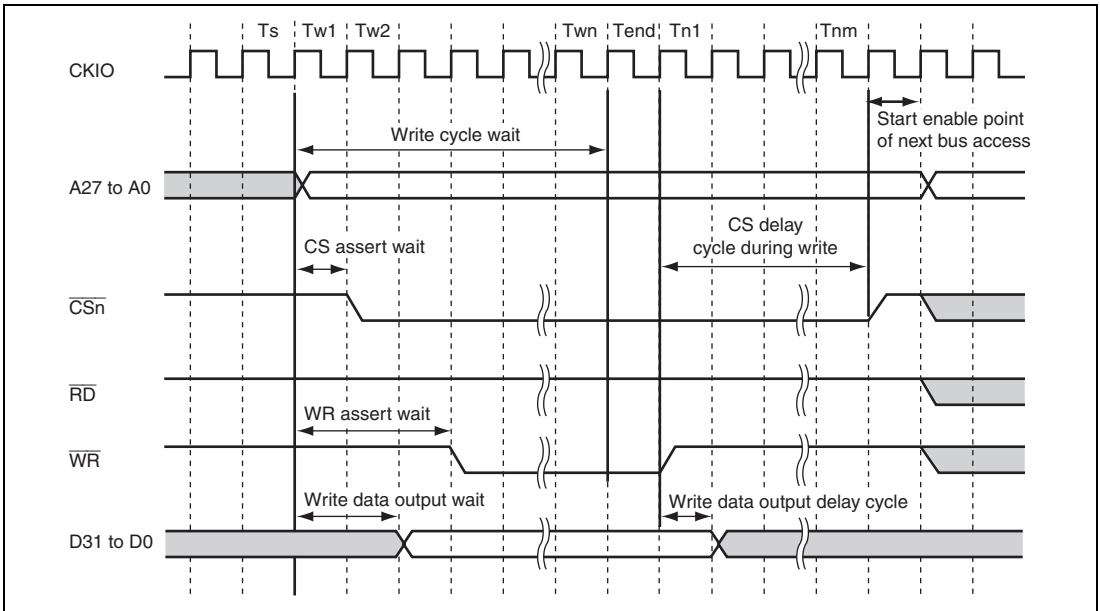 Ts Tw1 Tw2 Twn Tend Tn1 Tnm
CKIO
Start enable point
of next bus access
Write cycle wait
A27 to A0
CS delay
cycle during write
CS assert wait
CSn
RD
WR assert wait
WR
Write data output wait
Write data output delay cycle
D31 to D0